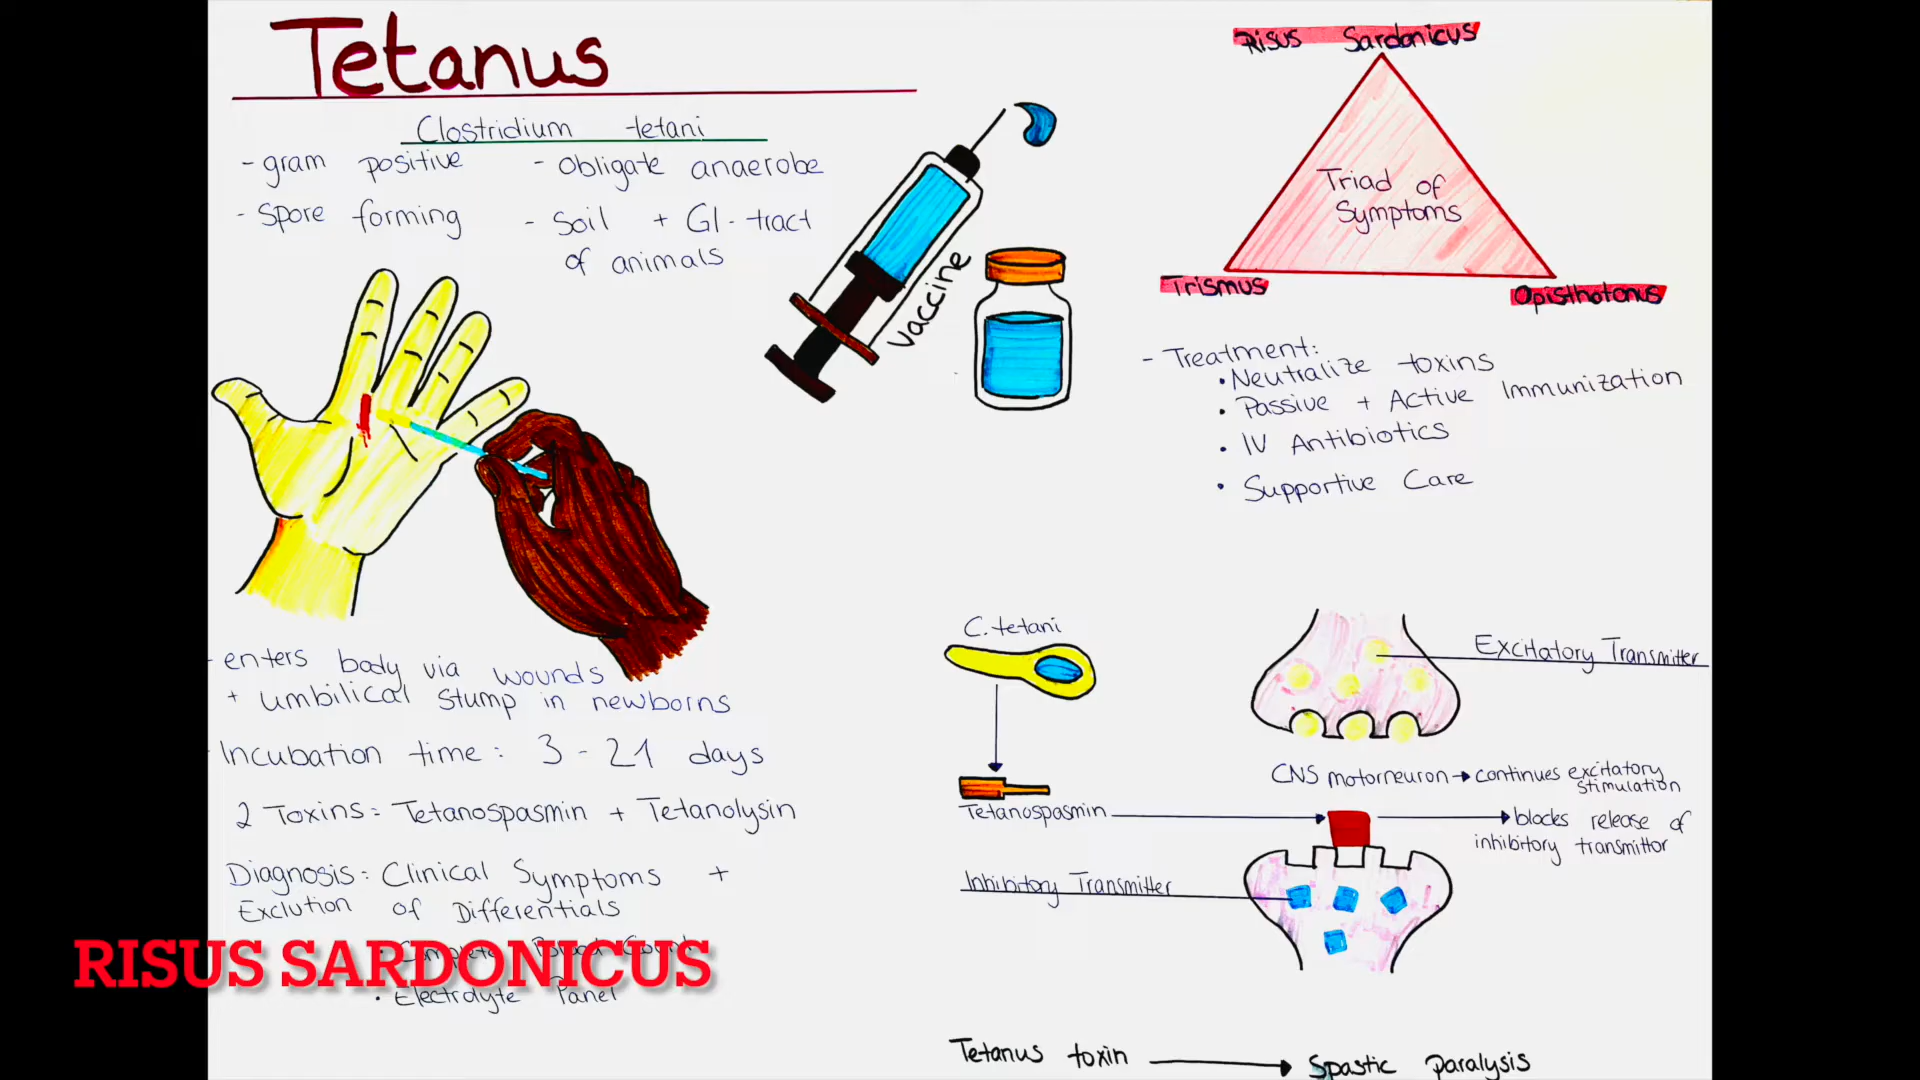 Tetanus
Clostridium tetani
- gram positive
- Obligate anaerobe
- Spore forming
- Soil + GI-tract
of animals
Vaccine
Risus Sardonicus
Triad of
Symptoms
Trismus
Opisthotonus
- Treatment:
• Neutralize toxins
• Passive + Active Immunization
• IV Antibiotics
• Supportive Care
- enters body via wounds
+ umbilical stump in newborns
- Incubation time: 3 - 21 days
2 Toxins: Tetanospasmin + Tetanolysin
Diagnosis: Clinical Symptoms +
Exclution of Differentials
• Complete Blood Count
• Electrolyte Panel
RISUS SARDONICUS
C. tetani
Tetanospasmin
Inhibitory Transmitter
Excitatory Transmitter
CNS motorneuron → continues excitatory
stimulation
blocks release of
inhibitory transmittor
Tetanus toxin → Spastic paralysis